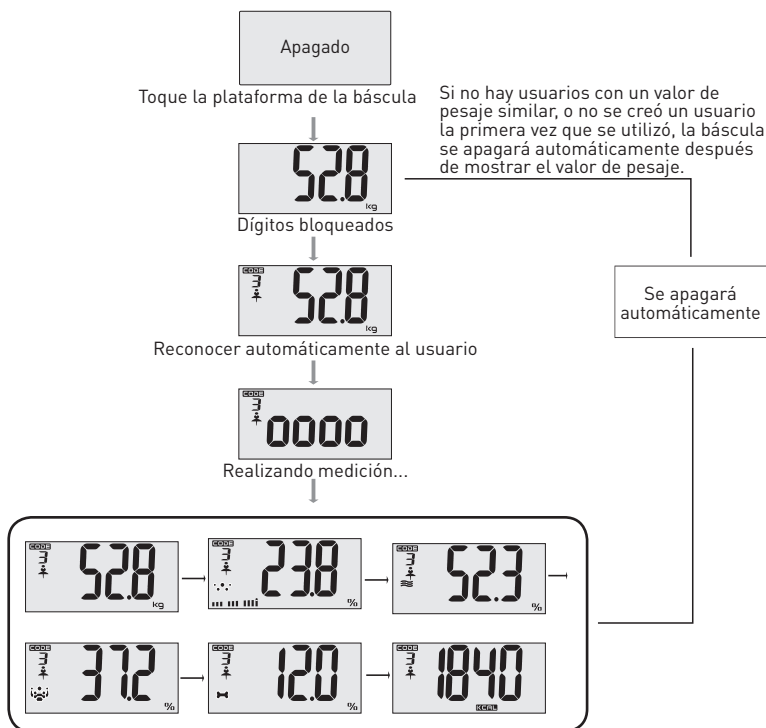 Apagado
Toque la plataforma de la báscula
Si no hay usuarios con un valor de
pesaje similar, o no se creó un usuario
la primera vez que se utilizó, la báscula
se apagará automáticamente después
de mostrar el valor de pesaje.
52.8
kg
Dígitos bloqueados
CODE
3
52.8
kg
Reconocer automáticamente al usuario
Se apagará
automáticamente
CODE
3
0000
Realizando medición...
CODE
3
52.8
kg
CODE
3
23.8
%
CODE
3
52.3
%
CODE
3
37.2
%
CODE
3
12.0
%
CODE
3
1840
KCAL